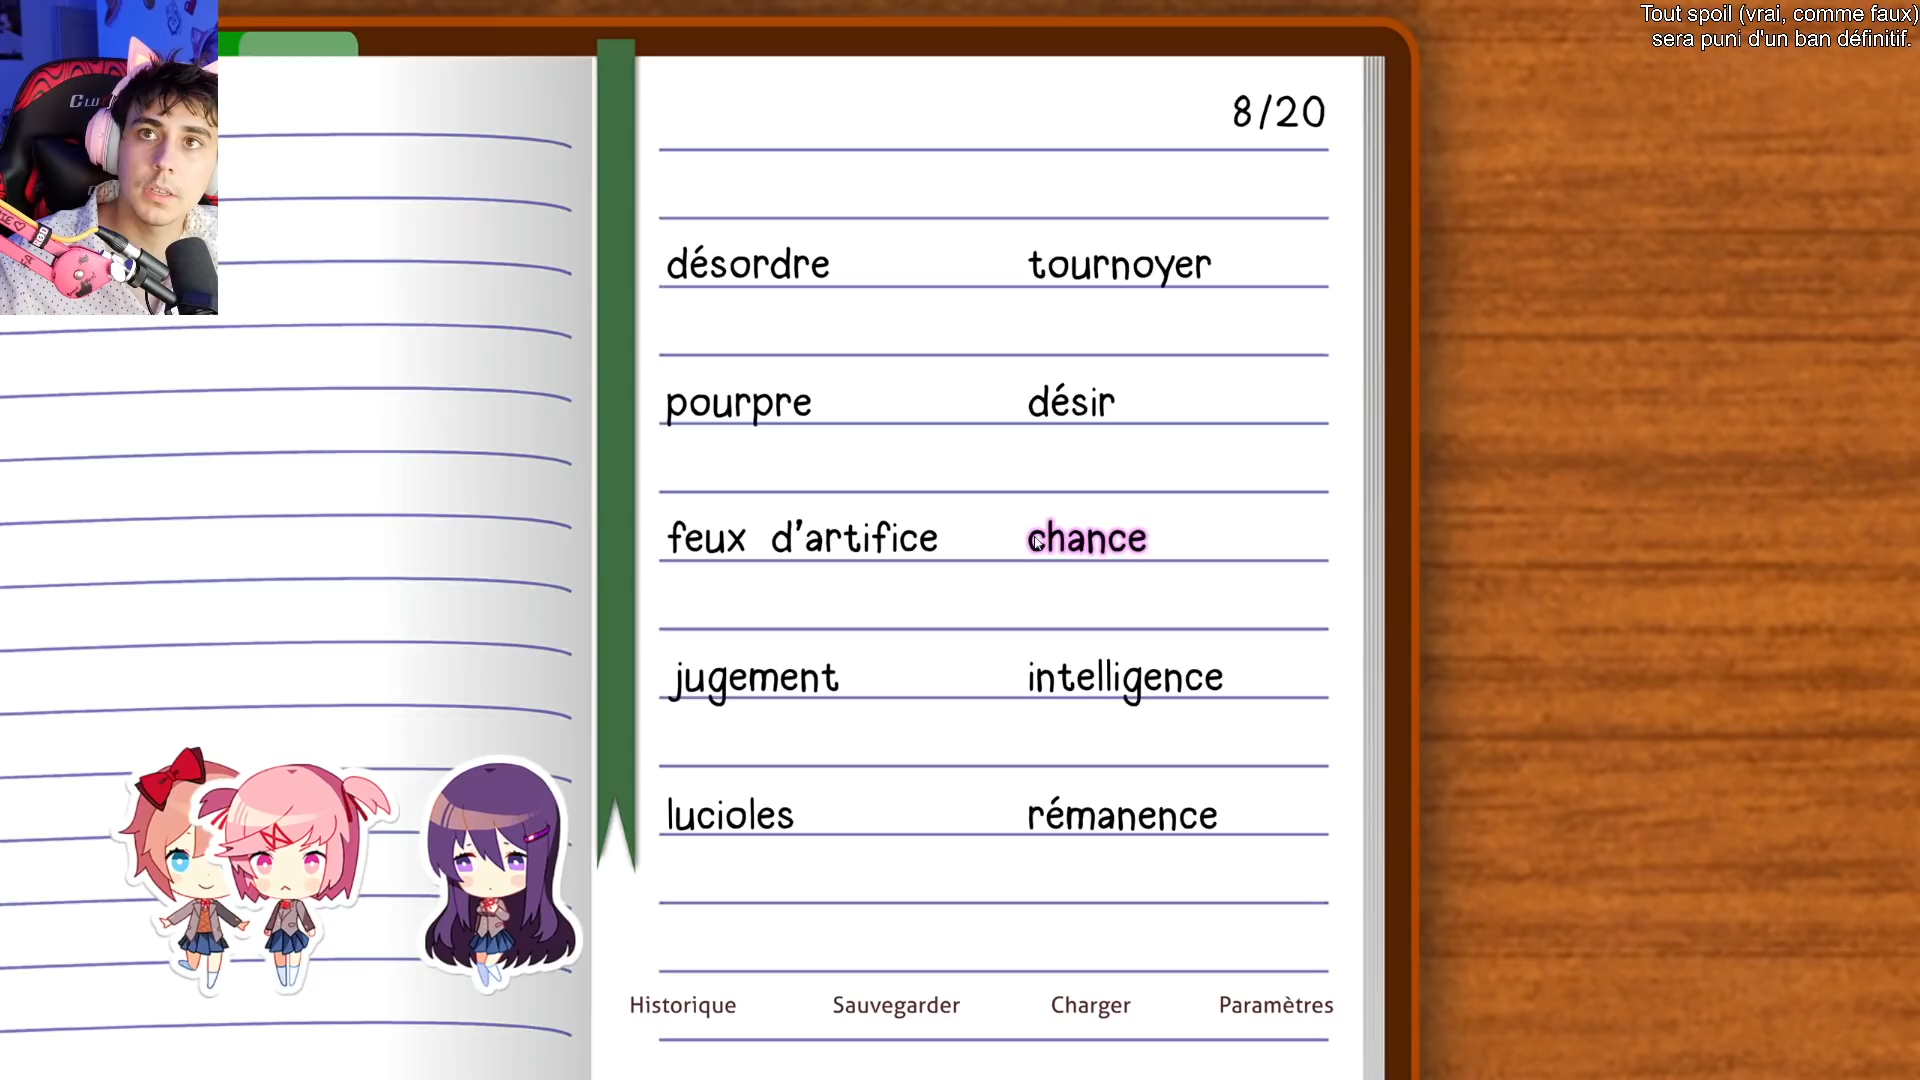 Tout spoil (vrai, comme faux)
sera puni d'un ban définitif.
8/20
désordre tournoyer
pourpre désir
feux d'artifice chance
jugement intelligence
lucioles rémanence
Historique Sauvegarder Charger Paramètres
RØD